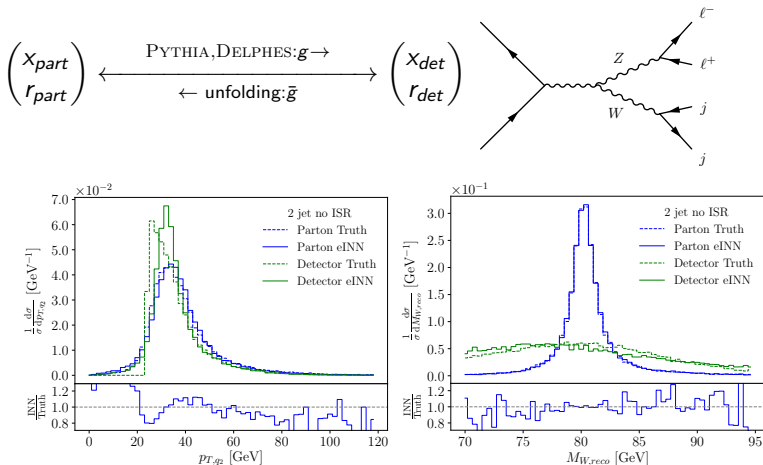 x_part
r_part
PYTHIA,DELPHES:g→
← unfolding:ḡ
x_det
r_det
Z
W
ℓ⁻
ℓ⁺
j
j
×10⁻²
7.0
6.0
5.0
4.0
3.0
2.0
1.0
0.0
1/σ dσ/dp_{T,q₂} [GeV⁻¹]
2 jet no ISR
Parton Truth
Parton eINN
Detector Truth
Detector eINN
INN/Truth
1.2
1.0
0.8
0 20 40 60 80 100 120
p_{T,q₂} [GeV]
×10⁻¹
3.0
2.5
2.0
1.5
1.0
0.5
0.0
1/σ dσ/dM_{W,reco} [GeV⁻¹]
2 jet no ISR
Parton Truth
Parton eINN
Detector Truth
Detector eINN
INN/Truth
1.2
1.0
0.8
70 75 80 85 90 95
M_{W,reco} [GeV]